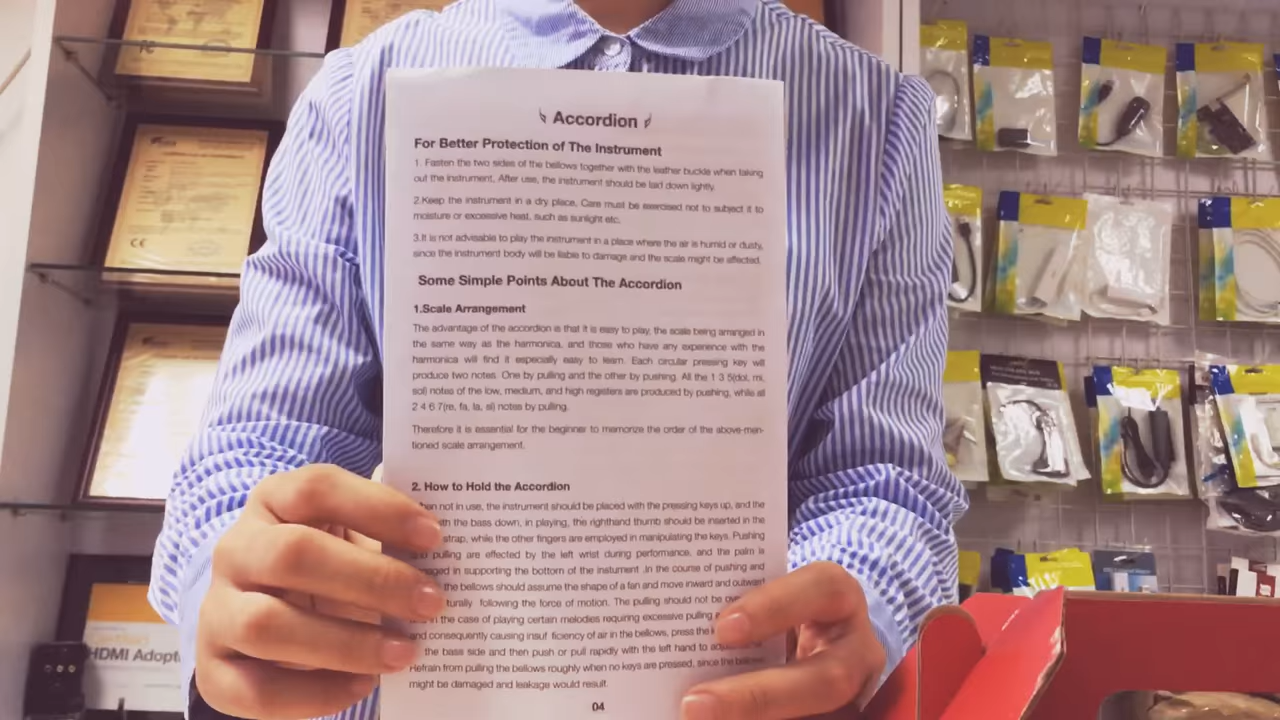 Accordion
For Better Protection of The Instrument
1. Fasten the two sides of the bellows together with the leather buckle when taking
out the instrument, After use, the instrument should be laid down lightly.
2.Keep the instrument in a dry place, Care must be exercised not to subject it to
moisture or excessive heat, such as sunlight etc.
3.It is not advisable to play the instrument in a place where the air is humid or dusty,
since the instrument body will be liable to damage and the scale might be affected.
Some Simple Points About The Accordion
1.Scale Arrangement
The advantage of the accordion is that it is easy to play, the scale being arranged in
the same way as the harmonica, and those who have any experience with the
harmonica will find it especially easy to learn. Each circular pressing key will
produce two notes. One by pulling and the other by pushing. All the 1 3 5(dol, mi,
sol) notes of the low, medium, and high registers are produced by pushing, while all
2 4 6 7(re, fa, la, si) notes by pulling.
Therefore it is essential for the beginner to memorize the order of the above-men-
tioned scale arrangement.
2. How to Hold the Accordion
not in use, the instrument should be placed with the pressing keys up, and the
with the bass down, in playing, the righthand thumb should be inserted in the
strap, while the other fingers are employed in manipulating the keys. Pushing
pulling are effected by the left wrist during performance, and the palm is
in supporting the bottom of the instument .In the course of pushing and
the bellows should assume the shape of a fan and move inward and outward
following the force of motion. The pulling should not be
in the case of playing certain melodies requiring excessive pulling
and consequently causing insuf ficiency of air in the bellows, press the
the bass side and then push or pull rapidly with the left hand to
Refrain from pulling the bellows roughly when no keys are pressed, since the bellows
might be damaged and leakage would result.
04
HDMI